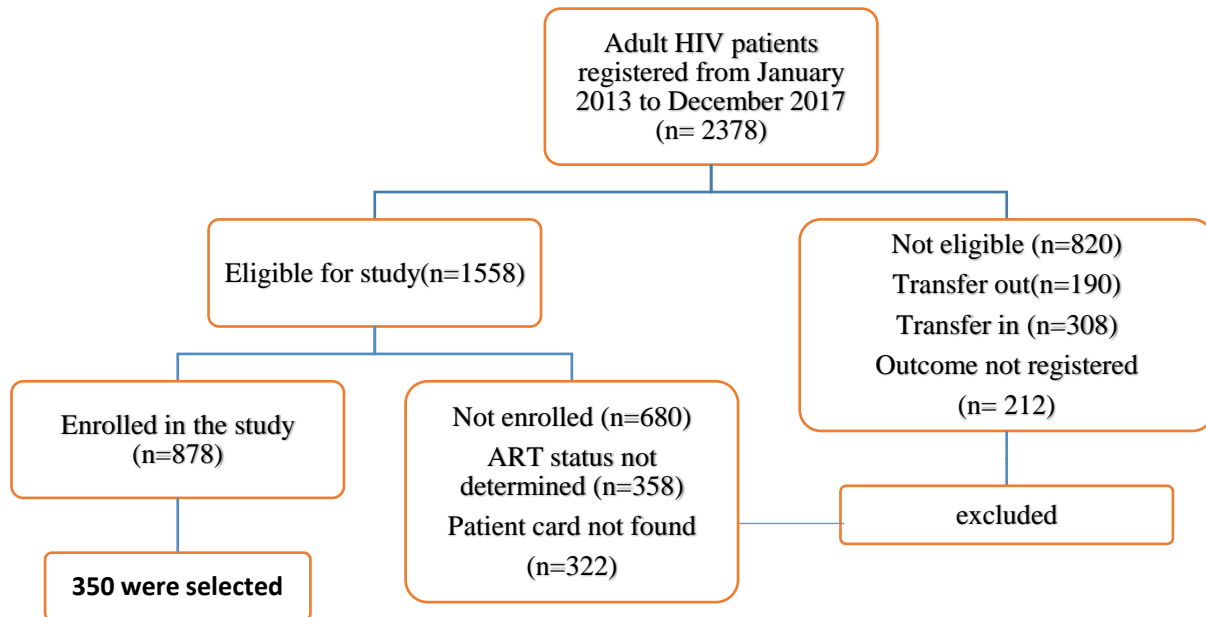 Adult HIV patients
registered from January
2013 to December 2017
(n= 2378)
Eligible for study(n=1558)
Not eligible (n=820)
Transfer out(n=190)
Transfer in (n=308)
Outcome not registered
(n= 212)
Enrolled in the study
(n=878)
Not enrolled (n=680)
ART status not
determined (n=358)
Patient card not found
(n=322)
excluded
350 were selected